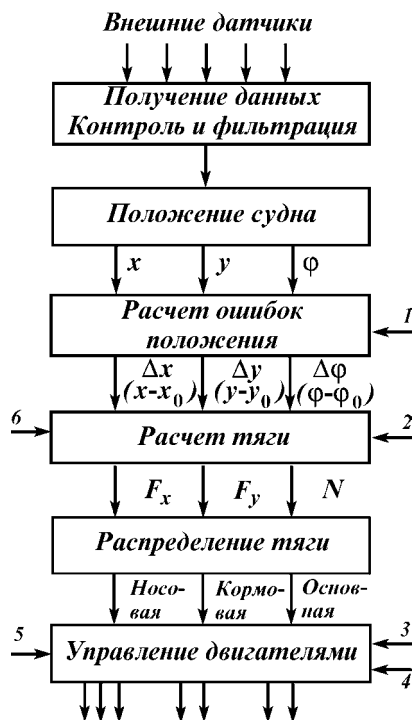 Внешние датчики
Получение данных
Контроль и фильтрация
Положение судна
x y φ
Расчет ошибок
положения
1
Δx Δy Δφ
(x−x₀) (y−y₀) (φ−φ₀)
6
Расчет тяги
2
Fₓ Fᵧ N
Распределение тяги
Носо-
вая
Кормо-
вая
Основ-
ная
5
Управление двигателями
3
4